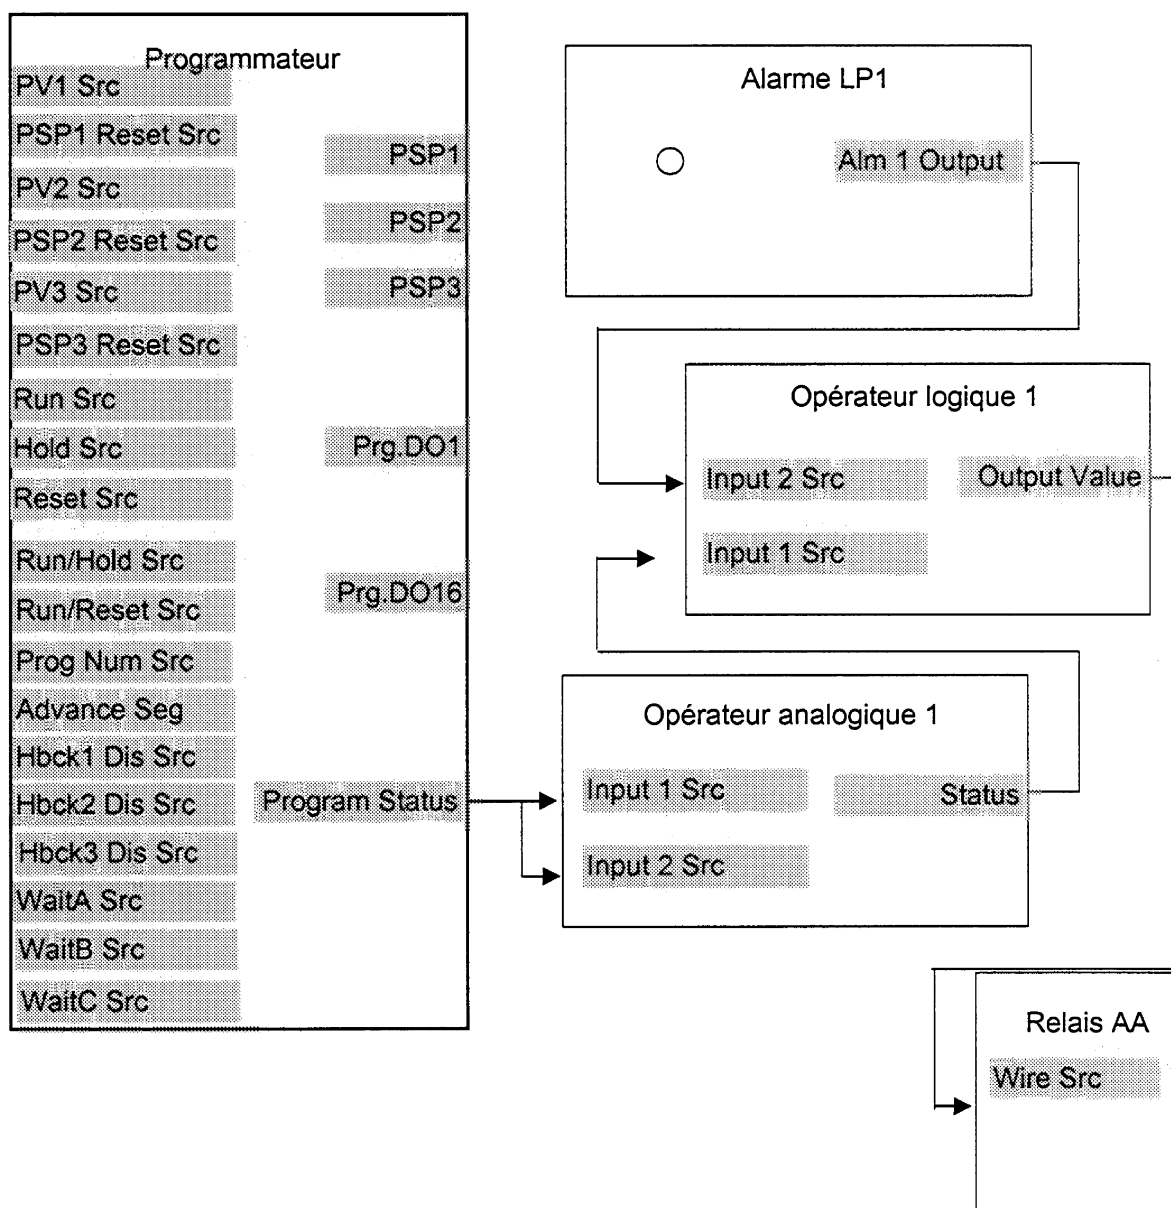 Programmateur
PV1 Src
PSP1 Reset Src
PV2 Src
PSP2 Reset Src
PV3 Src
PSP3 Reset Src
Run Src
Hold Src
Reset Src
Run/Hold Src
Run/Reset Src
Prog Num Src
Advance Seg
Hbck1 Dis Src
Hbck2 Dis Src
Hbck3 Dis Src
WaitA Src
WaitB Src
WaitC Src
PSP1
PSP2
PSP3
Prg.DO1
Prg.DO16
Program Status
Alarme LP1
Alm 1 Output
Opérateur logique 1
Input 2 Src
Output Value
Input 1 Src
Opérateur analogique 1
Input 1 Src
Status
Input 2 Src
Relais AA
Wire Src